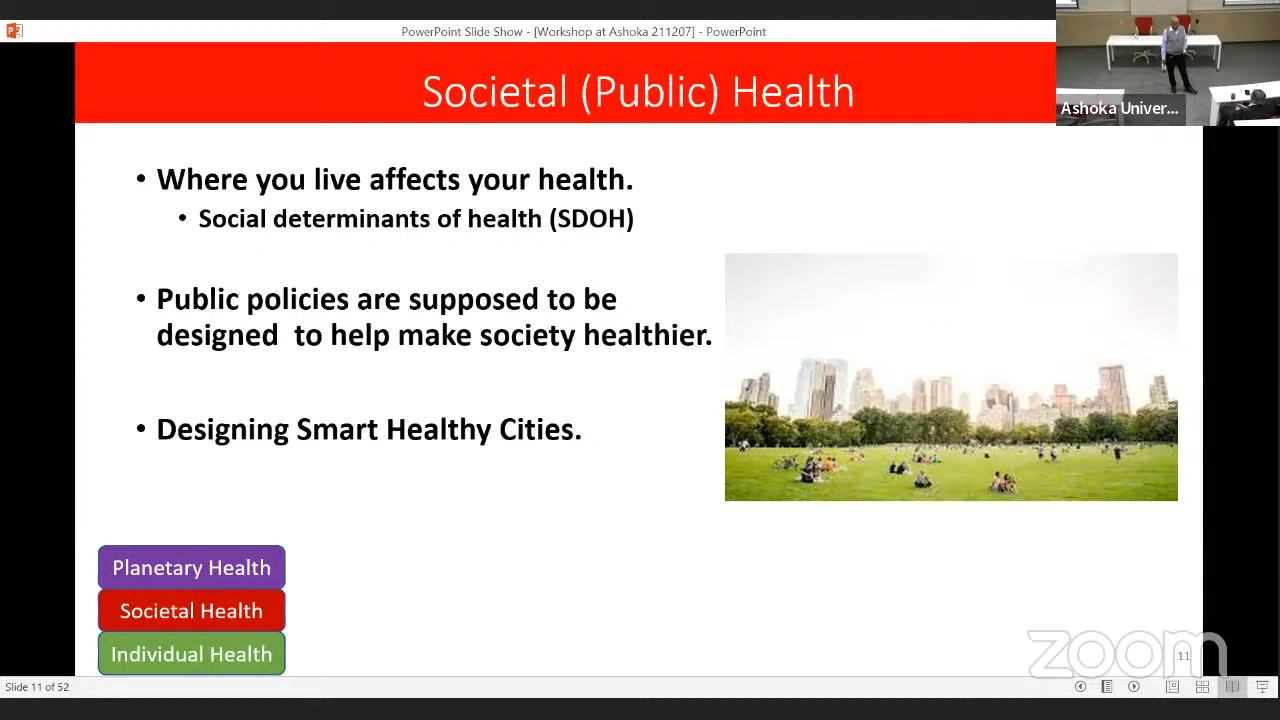 PowerPoint Slide Show - [Workshop at Ashoka 211207] - PowerPoint
Societal (Public) Health
Ashoka Univer...
• Where you live affects your health.
• Social determinants of health (SDOH)
• Public policies are supposed to be
designed  to help make society healthier.
• Designing Smart Healthy Cities.
Planetary Health
Societal Health
Individual Health
zoom
11
Slide 11 of 52